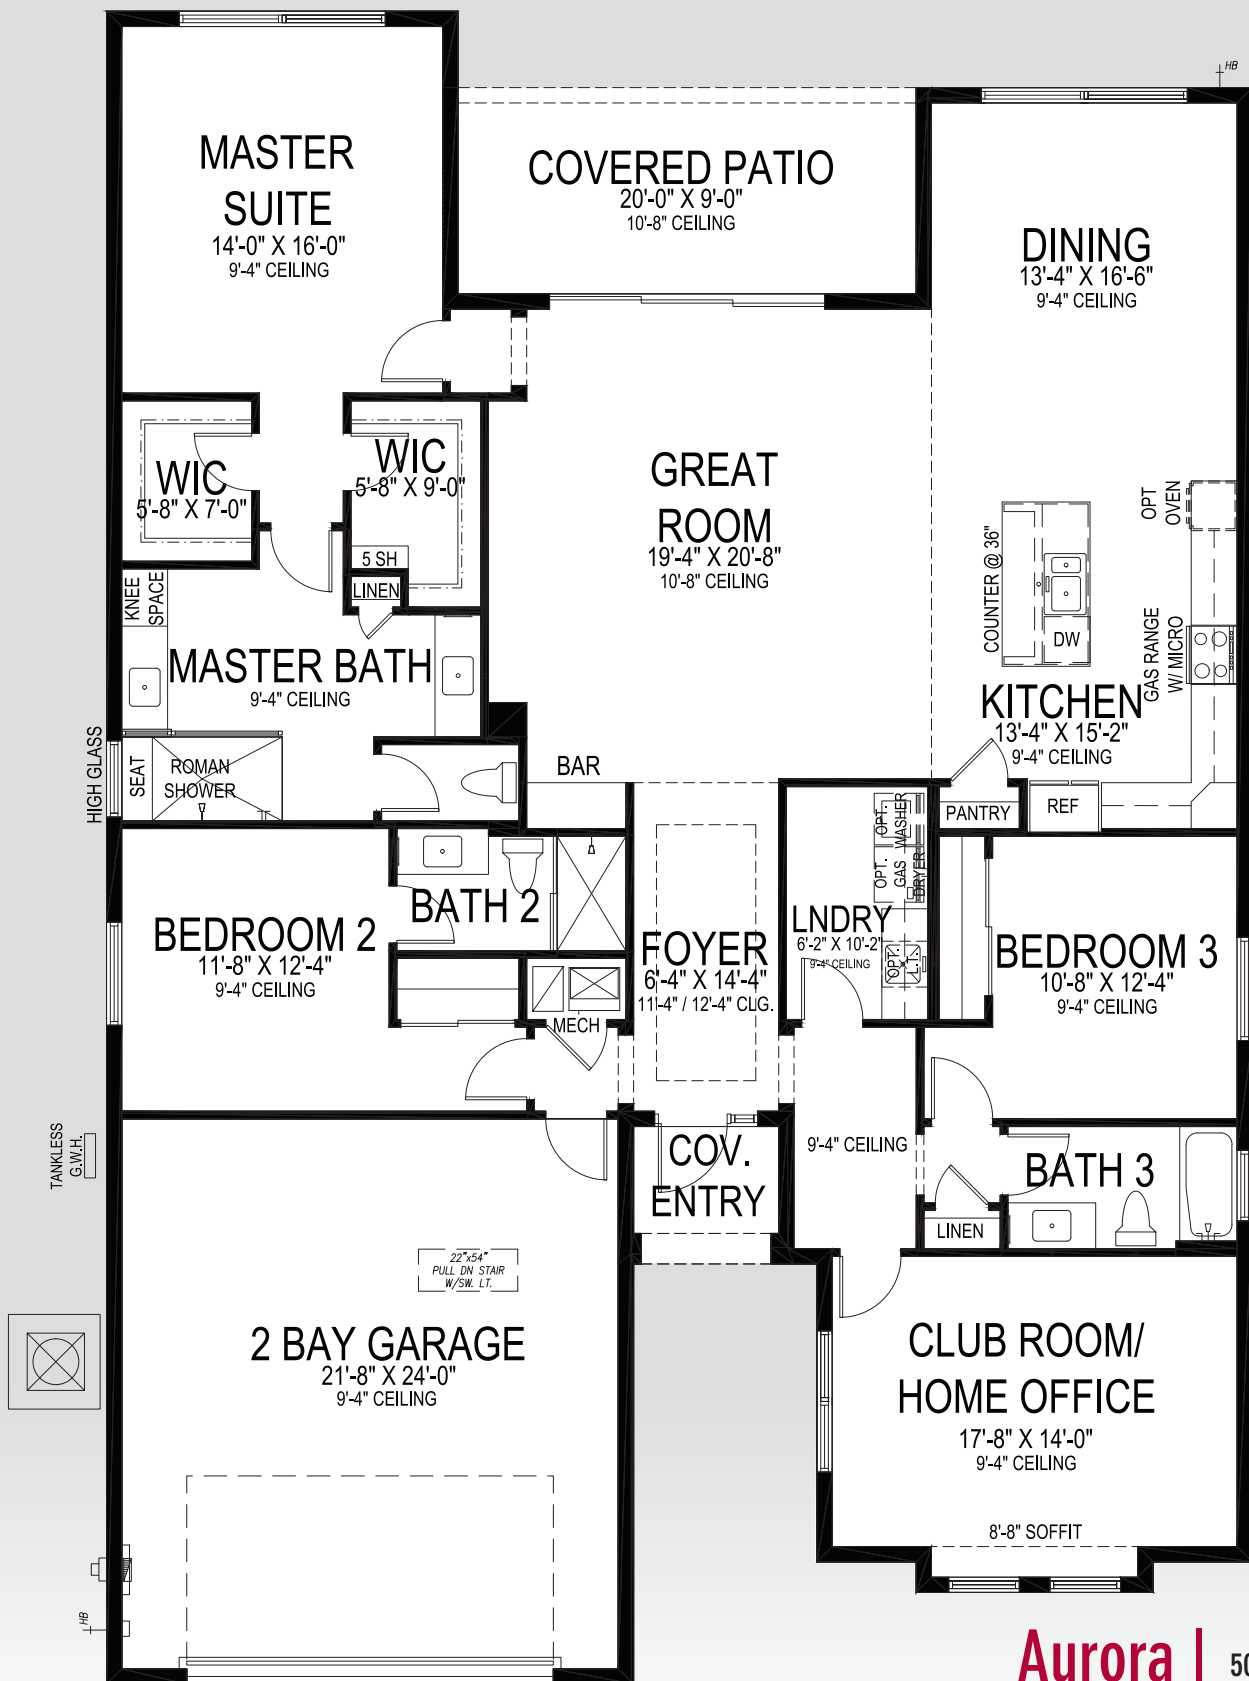 HB
MASTER
SUITE
14'-0" X 16'-0"
9'-4" CEILING
COVERED PATIO
20'-0" X 9'-0"
10'-8" CEILING
DINING
13'-4" X 16'-6"
9'-4" CEILING
WIC
5'-8" X 7'-0"
WIC
5'-8" X 9'-0"
5 SH
LINEN
GREAT
ROOM
19'-4" X 20'-8"
10'-8" CEILING
OPT
OVEN
COUNTER @ 36"
DW
GAS RANGE
W/ MICRO
KNEE
SPACE
MASTER BATH
9'-4" CEILING
KITCHEN
13'-4" X 15'-2"
9'-4" CEILING
HIGH GLASS
SEAT
ROMAN
SHOWER
BAR
PANTRY
REF
OPT.
WASHER
OPT.
GAS
DRYER
BEDROOM 2
11'-8" X 12'-4"
9'-4" CEILING
BATH 2
FOYER
6'-4" X 14'-4"
11'-4" / 12'-4" CLG.
LNDRY
6'-2" X 10'-2"
9'-4" CEILING
OPT.
L.T.
BEDROOM 3
10'-8" X 12'-4"
9'-4" CEILING
MECH
TANKLESS
G.W.H.
COV.
ENTRY
9'-4" CEILING
BATH 3
LINEN
22"x54"
PULL DN STAIR
W/SW. LT.
2 BAY GARAGE
21'-8" X 24'-0"
9'-4" CEILING
CLUB ROOM/
HOME OFFICE
17'-8" X 14'-0"
9'-4" CEILING
8'-8" SOFFIT
HB
Aurora | 50